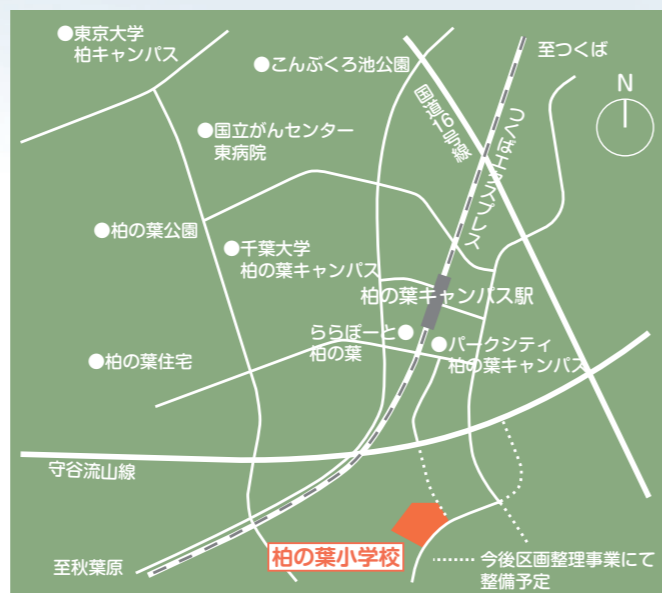 ●東京大学
柏キャンパス
●こんぶくろ池公園
至つくば
N
国道16号線
つくばエクスプレス
●国立がんセンター
東病院
●柏の葉公園
●千葉大学
柏の葉キャンパス
柏の葉キャンパス駅
ららぽーと●
柏の葉
●パークシティ
柏の葉キャンパス
●柏の葉住宅
守谷流山線
柏の葉小学校
至秋葉原
‥‥‥今後区画整理事業にて
整備予定